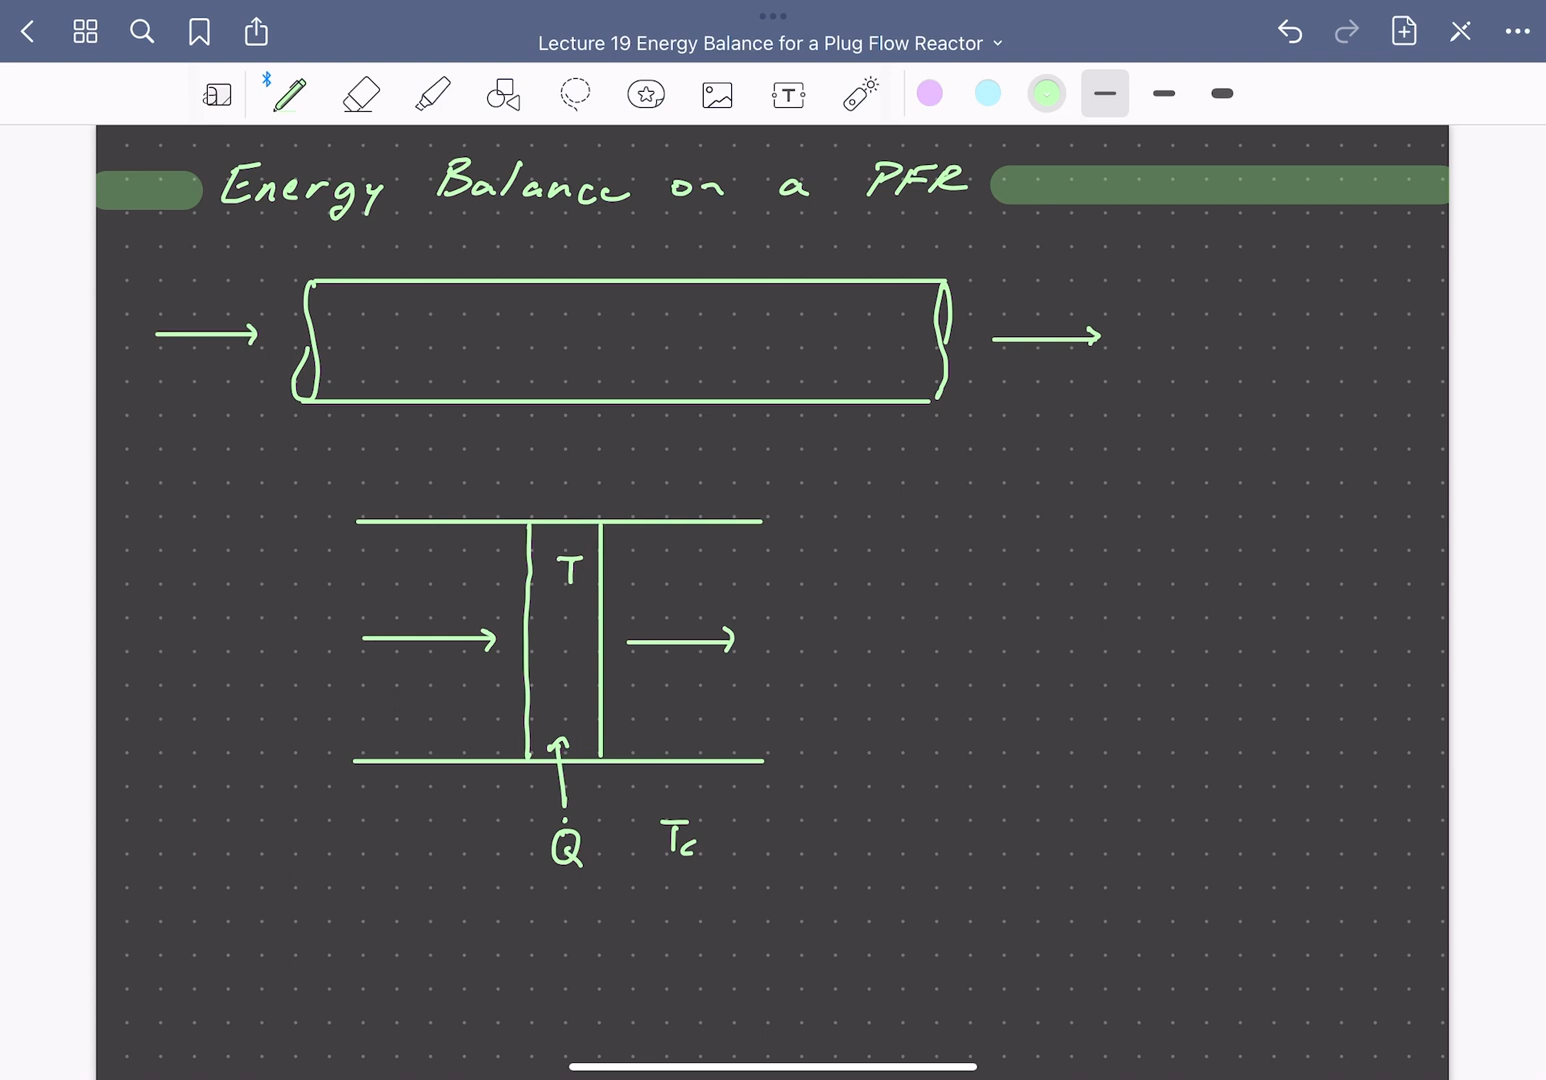 Lecture 19 Energy Balance for a Plug Flow Reactor
T
Energy Balance on a PFR
T
Q̇
Tc